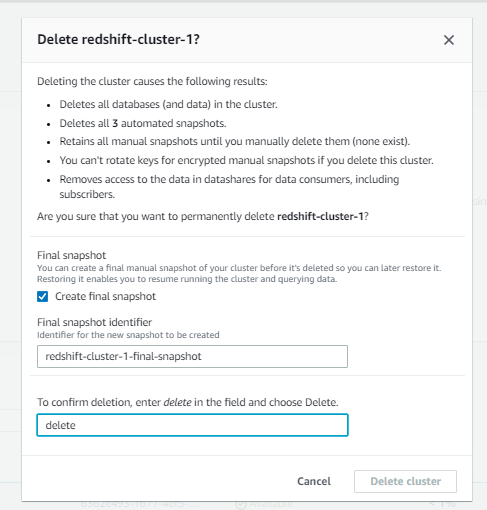 Delete redshift-cluster-1?
Deleting the cluster causes the following results:
Deletes all databases (and data) in the cluster.
Deletes all 3 automated snapshots.
Retains all manual snapshots until you manually delete them (none exist).
You can't rotate keys for encrypted manual snapshots if you delete this cluster.
Removes access to the data in datashares for data consumers, including
subscribers.
Are you sure that you want to permanently delete redshift-cluster-1?
Final snapshot
You can create a final manual snapshot of your cluster before it's deleted so you can later restore it.
Restoring it enables you to resume running the cluster and querying data.
Create final snapshot
Final snapshot identifier
Identifier for the new snapshot to be created
redshift-cluster-1-final-snapshot
To confirm deletion, enter delete in the field and choose Delete.
delete
Cancel
Delete cluster
Available
< 1%